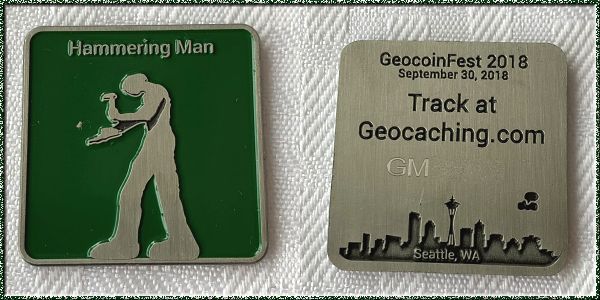 Hammering Man
GeocoinFest 2018
September 30, 2018
Track at
Geocaching.com
GM
Seattle, WA